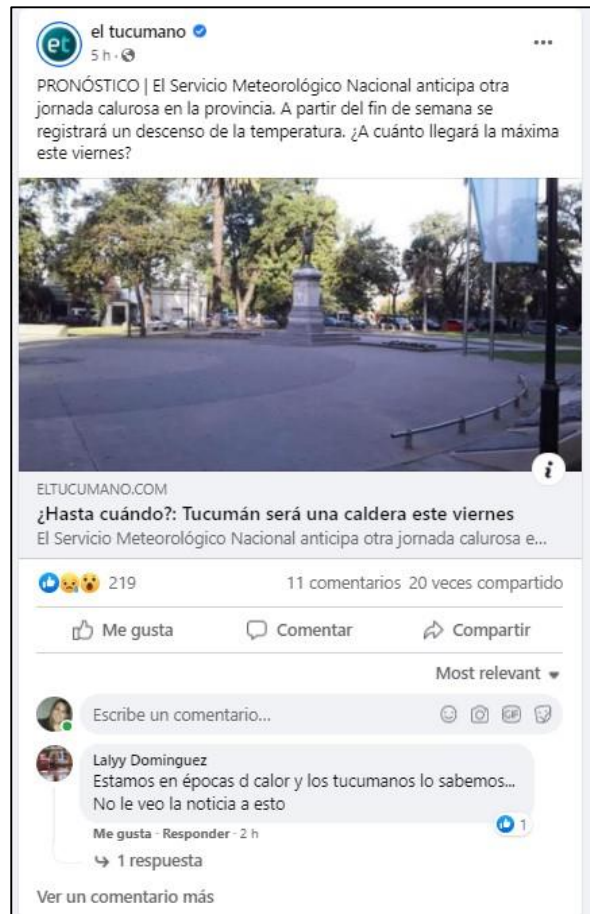 et
el tucumano
5 h ·
PRONÓSTICO | El Servicio Meteorológico Nacional anticipa otra
jornada calurosa en la provincia. A partir del fin de semana se
registrará un descenso de la temperatura. ¿A cuánto llegará la máxima
este viernes?
i
ELTUCUMANO.COM
¿Hasta cuándo?: Tucumán será una caldera este viernes
El Servicio Meteorológico Nacional anticipa otra jornada calurosa e...
219 11 comentarios 20 veces compartido
Me gusta Comentar Compartir
Most relevant
Escribe un comentario... GIF
Lalyy Dominguez
Estamos en épocas d calor y los tucumanos lo sabemos...
No le veo la noticia a esto
1
Me gusta · Responder · 2 h
1 respuesta
Ver un comentario más